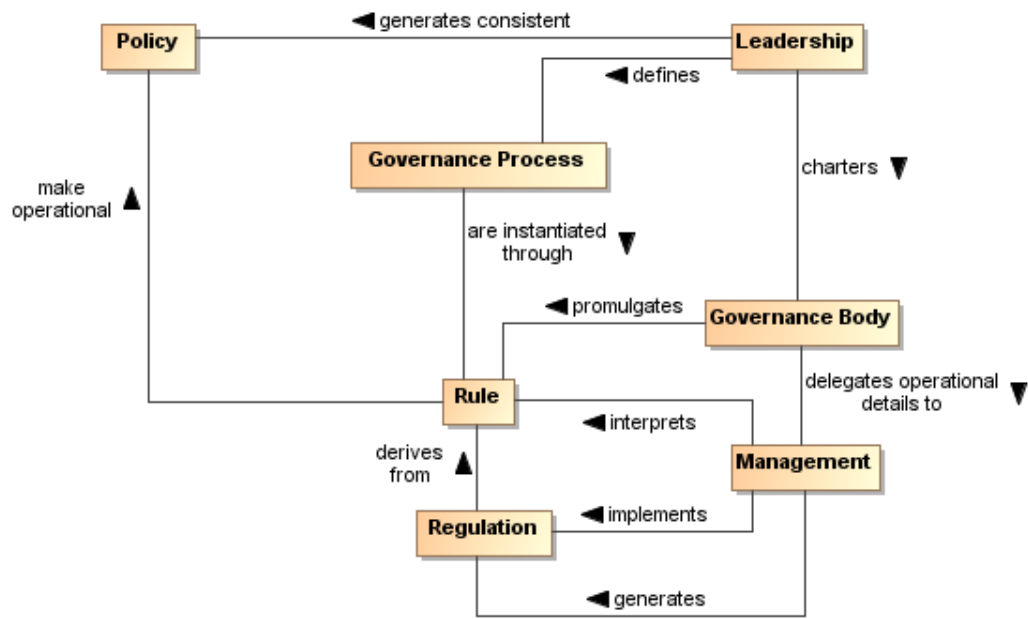 generates consistent
Policy
Leadership
defines
Governance Process
charters
make
operational
are instantiated
through
promulgates
Governance Body
delegates operational
details to
Rule
interprets
derives
from
Management
implements
Regulation
generates